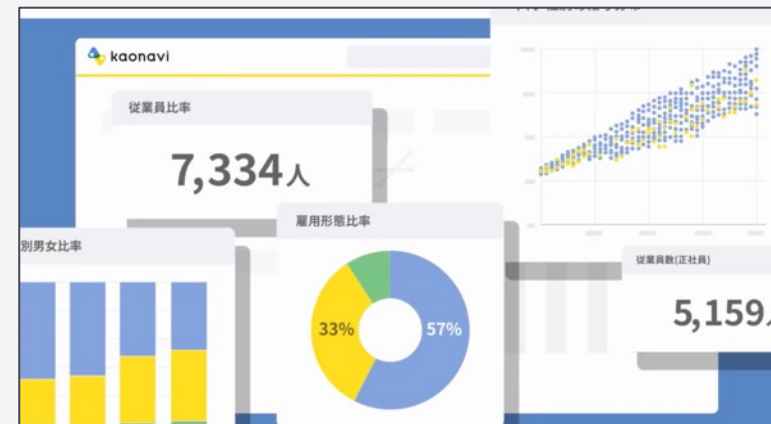 kaonavi
従業員比率
7,334人
雇用形態比率
別男女比率
33%
57%
従業員数(正社員)
5,159